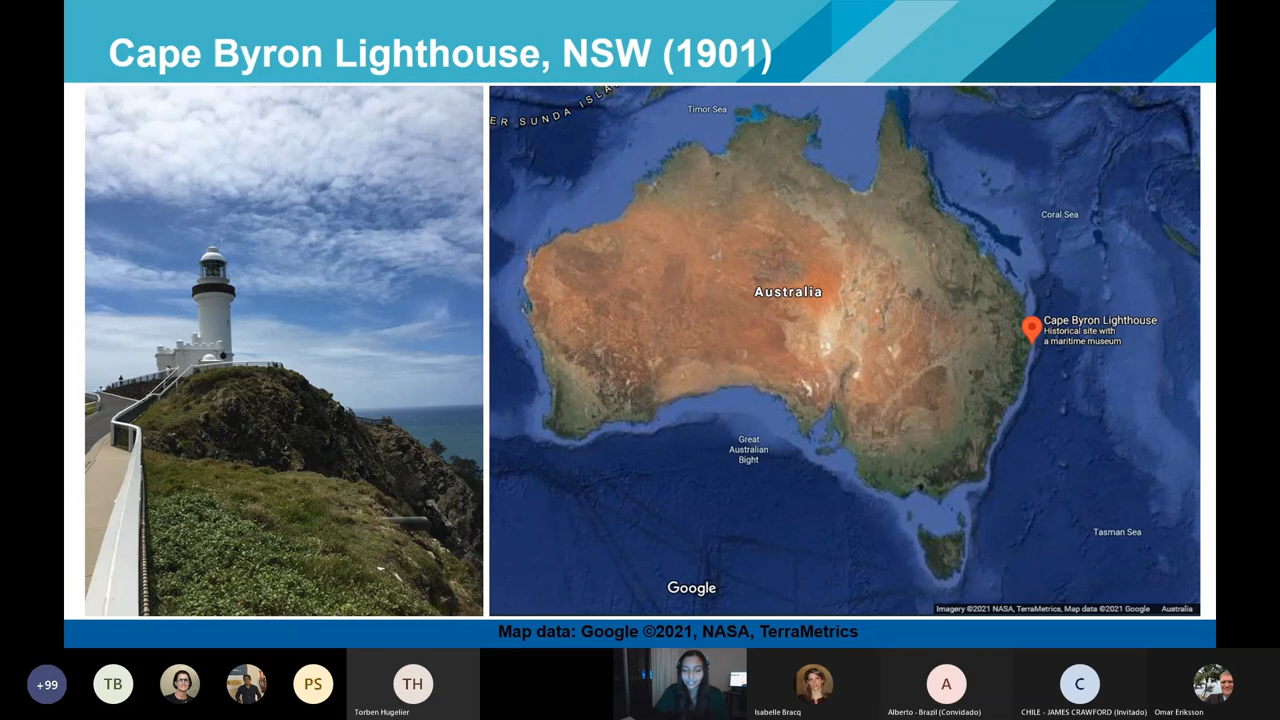 Cape Byron Lighthouse, NSW (1901)
ER SUNDA ISLA
Timor Sea
Coral Sea
Australia
Cape Byron Lighthouse
Historical site with
a maritime museum
Great
Australian
Bight
Tasman Sea
Google
Imagery ©2021 NASA, TerraMetrics, Map data ©2021 Google Australia
Map data: Google ©2021, NASA, TerraMetrics
+99
TB
PS
TH
A
C
Torben Hugelier
Isabelle Bracq
Alberto - Brazil (Convidado)
CHILE - JAMES CRAWFORD (Invitado)
Omar Eriksson